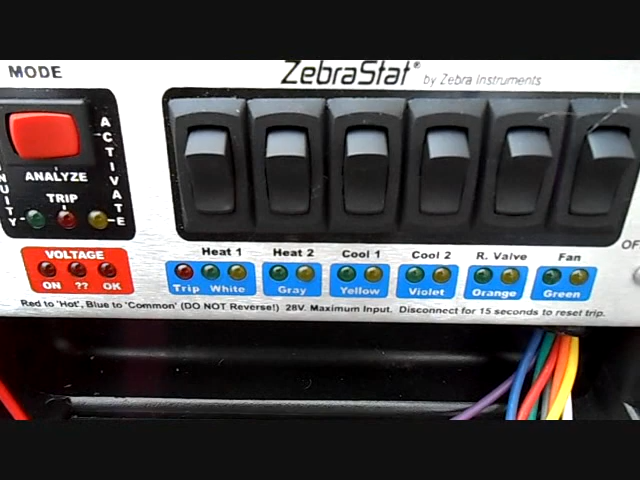 MODE
ZebraStat® by Zebra Instruments
ACTIVATE
ANALYZE
TRIP
VOLTAGE
ON ?? OK
Heat 1 Heat 2 Cool 1 Cool 2 R. Valve Fan
Trip White Gray Yellow Violet Orange Green
Red to 'Hot', Blue to 'Common' (DO NOT Reverse!) 28V. Maximum Input. Disconnect for 15 seconds to reset trip.